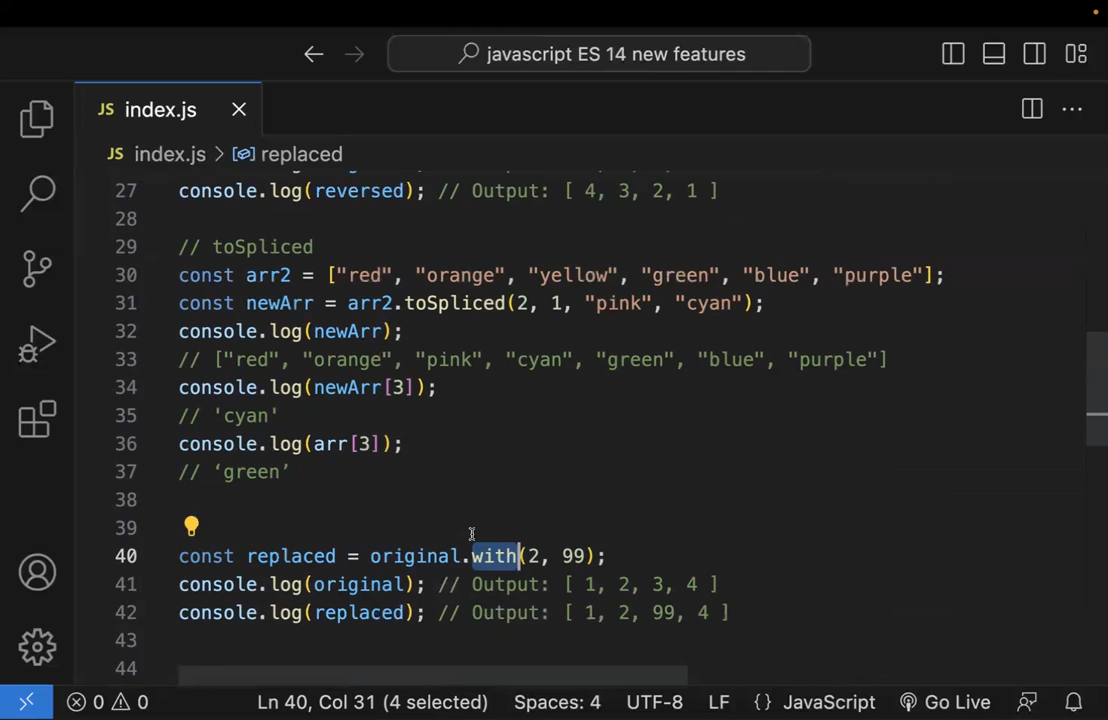 javascript ES 14 new features
JS index.js
JS index.js > replaced
27 console.log(reversed); // Output: [ 4, 3, 2, 1 ]
28
29 // toSpliced
30 const arr2 = ["red", "orange", "yellow", "green", "blue", "purple"];
31 const newArr = arr2.toSpliced(2, 1, "pink", "cyan");
32 console.log(newArr);
33 // ["red", "orange", "pink", "cyan", "green", "blue", "purple"]
34 console.log(newArr[3]);
35 // 'cyan'
36 console.log(arr[3]);
37 // ‘green’
38
39
40 const replaced = original.with(2, 99);
41 console.log(original); // Output: [ 1, 2, 3, 4 ]
42 console.log(replaced); // Output: [ 1, 2, 99, 4 ]
43
44
0 0 Ln 40, Col 31 (4 selected) Spaces: 4 UTF-8 LF {} JavaScript Go Live